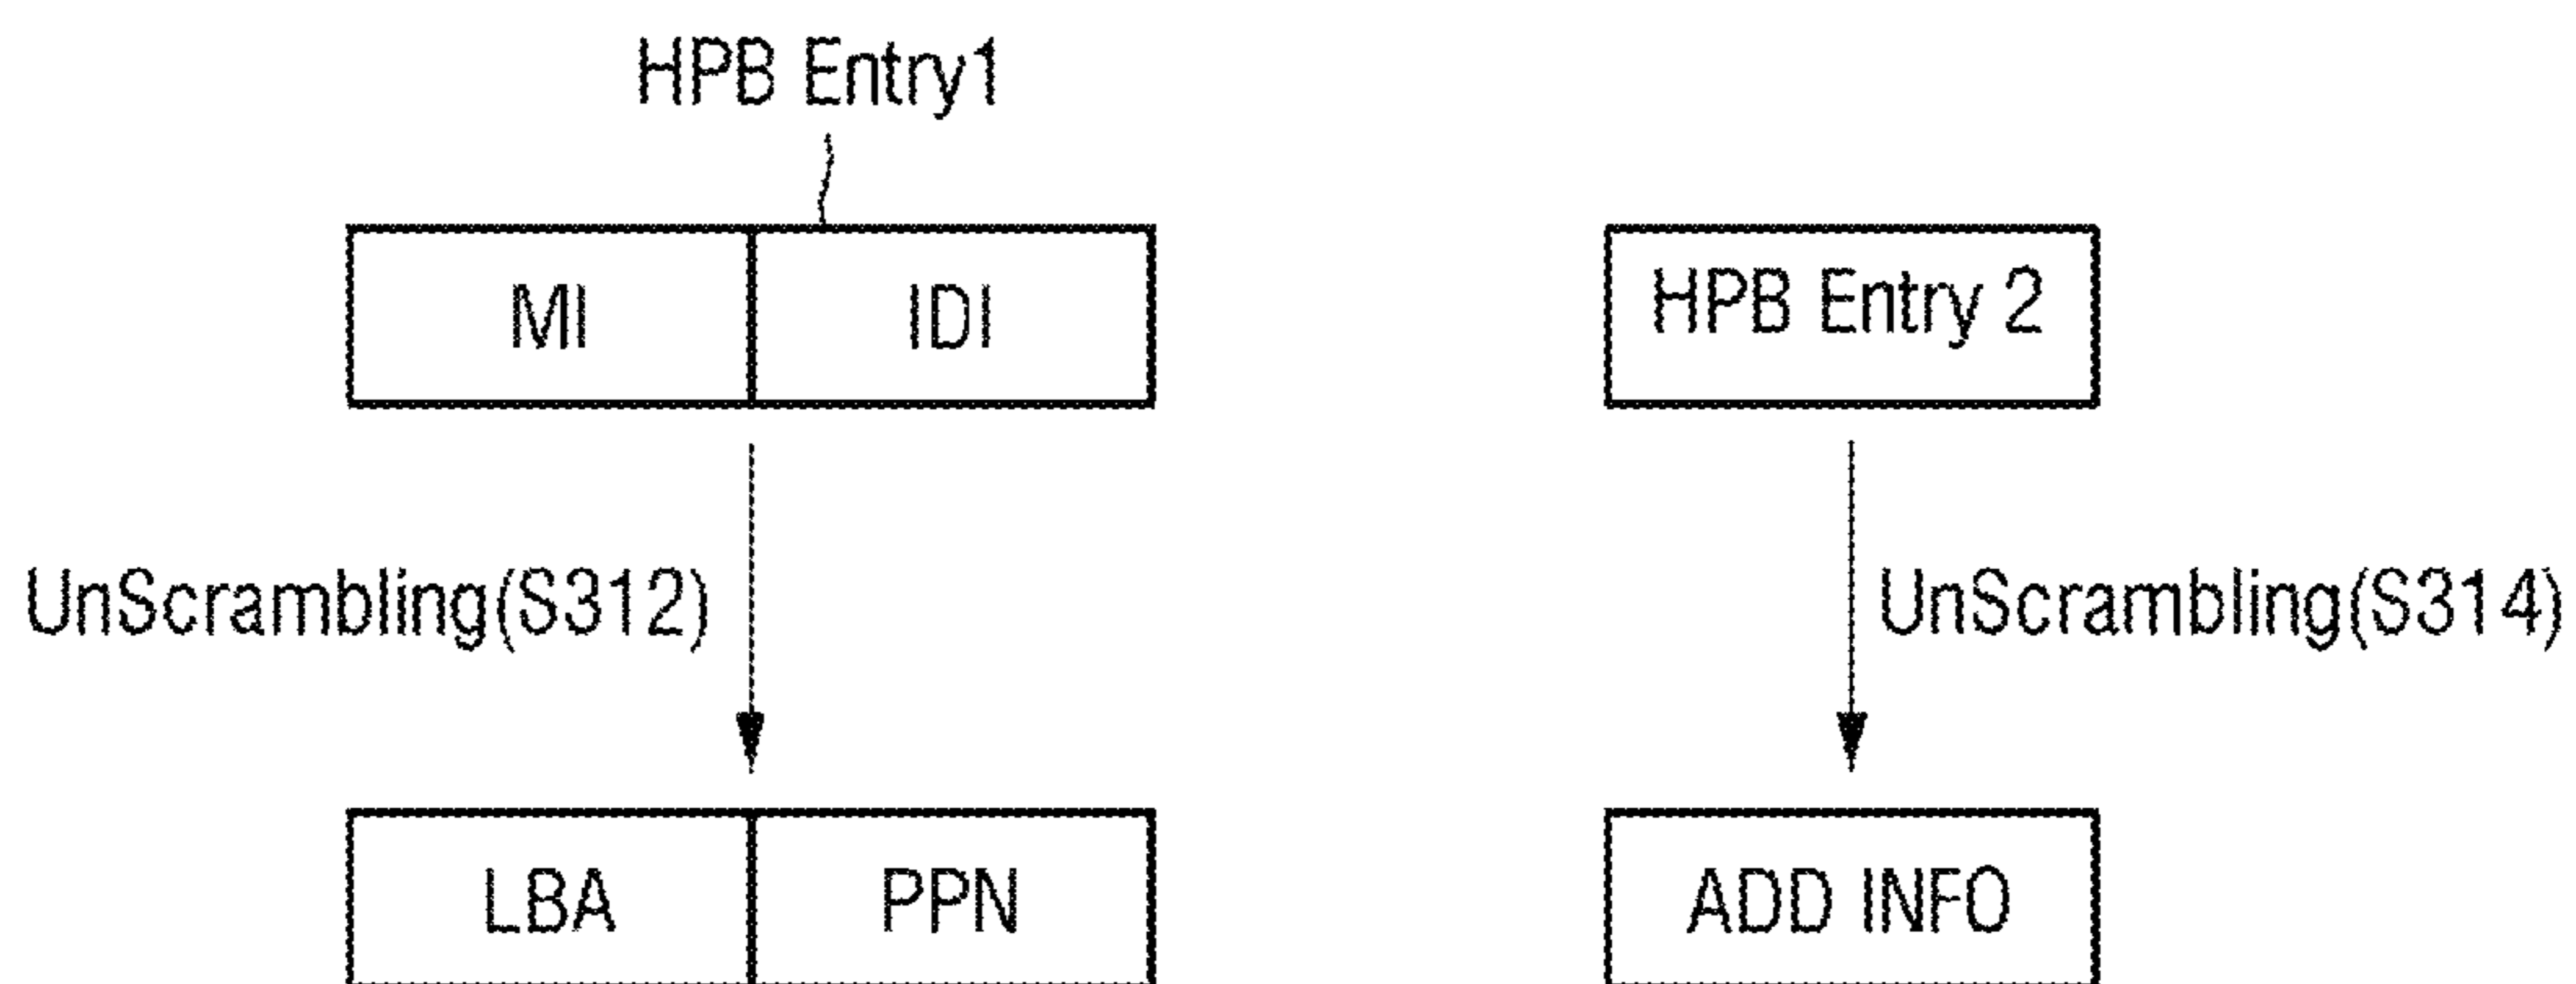 HPB Entry1
MI IDI HPB Entry 2
UnScrambling(S312) UnScrambling(S314)
LBA PPN ADD INFO